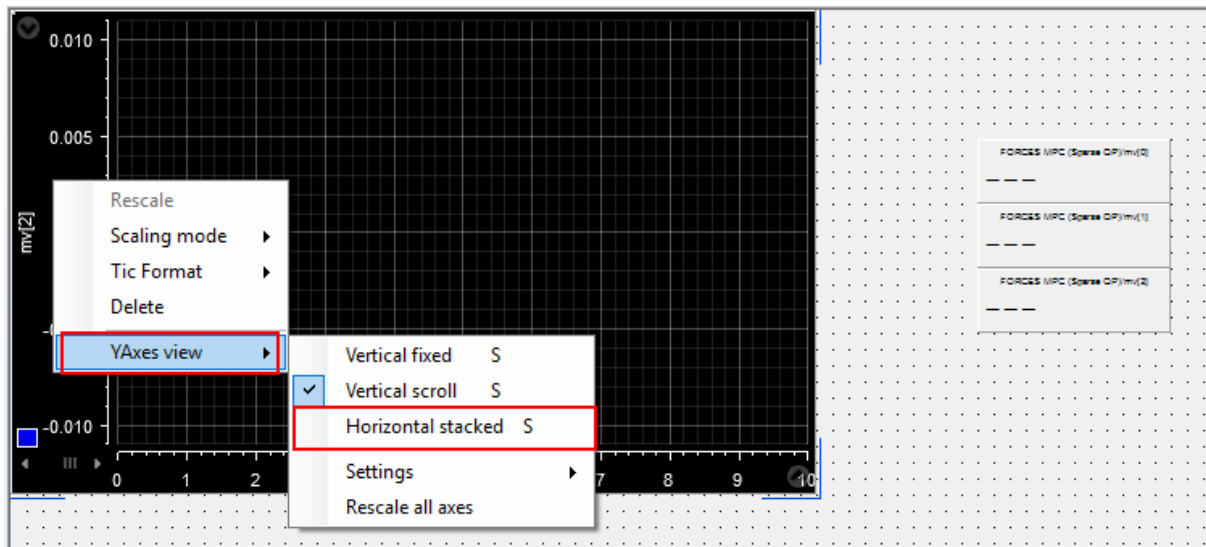 0.010
0.005
mv[2]
-0.010
0 1 2 7 8 9 10
Rescale
Scaling mode
Tic Format
Delete
YAxes view
Vertical fixed S
Vertical scroll S
Horizontal stacked S
Settings
Rescale all axes
FORCES MPC (Sparse QP)/mv[0]
– – –
FORCES MPC (Sparse QP)/mv[1]
– – –
FORCES MPC (Sparse QP)/mv[2]
– – –